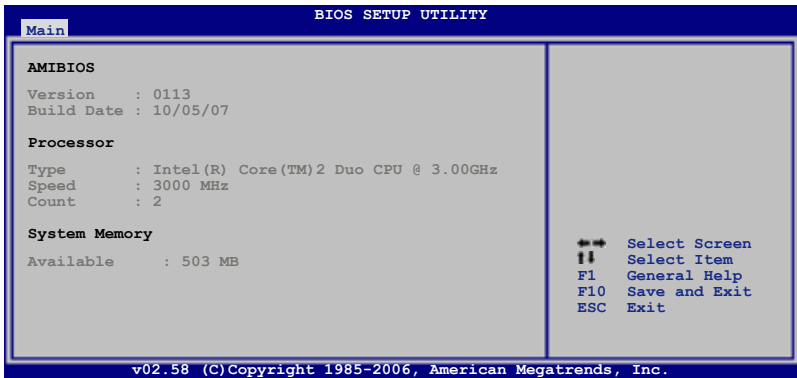 BIOS SETUP UTILITY
Main
AMIBIOS
Version : 0113
Build Date : 10/05/07
Processor
Type : Intel(R) Core(TM)2 Duo CPU @ 3.00GHz
Speed : 3000 MHz
Count : 2
System Memory
Available : 503 MB
←→ Select Screen
↑↓ Select Item
F1 General Help
F10 Save and Exit
ESC Exit
v02.58 (C)Copyright 1985-2006, American Megatrends, Inc.